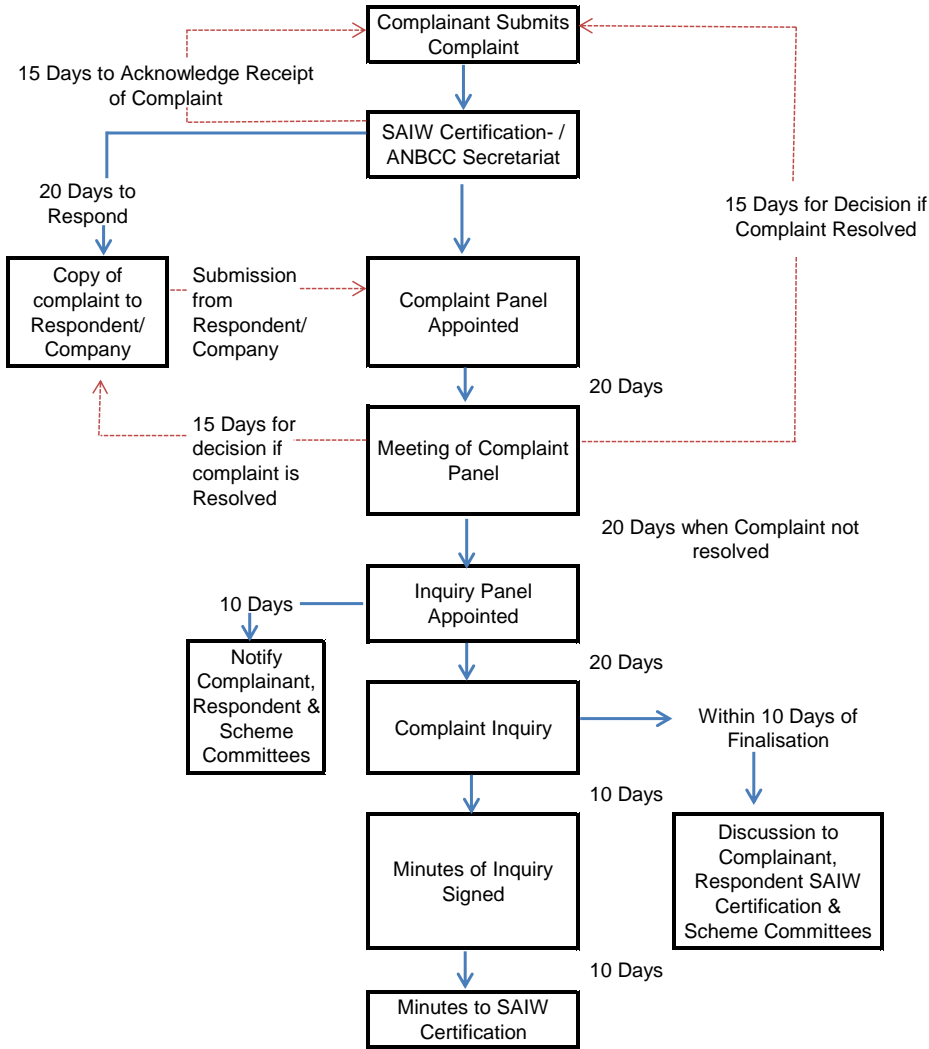 Complainant Submits
Complaint
15 Days to Acknowledge Receipt
of Complaint
SAIW Certification- /
ANBCC Secretariat
20 Days to
Respond
15 Days for Decision if
Complaint Resolved
Copy of
complaint to
Respondent/
Company
Submission
from
Respondent/
Company
Complaint Panel
Appointed
20 Days
15 Days for
decision if
complaint is
Resolved
Meeting of Complaint
Panel
20 Days when Complaint not
resolved
Inquiry Panel
Appointed
10 Days
Notify
Complainant,
Respondent &
Scheme
Committees
20 Days
Complaint Inquiry
Within 10 Days of
Finalisation
10 Days
Minutes of Inquiry
Signed
Discussion to
Complainant,
Respondent SAIW
Certification &
Scheme Committees
10 Days
Minutes to SAIW
Certification